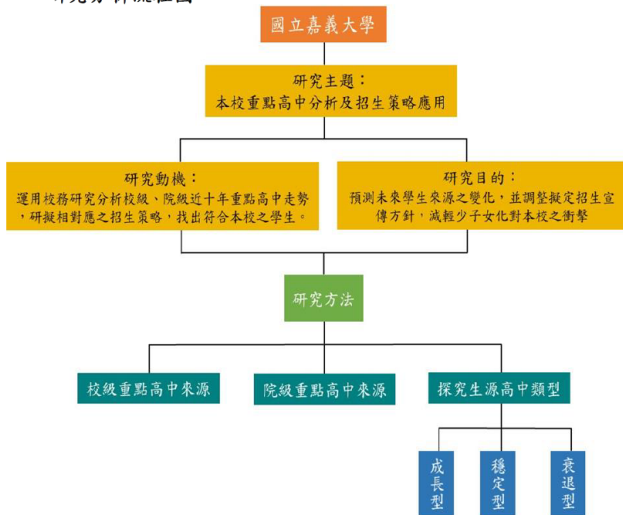 研究分析流程圖
國立嘉義大學
研究主題：
本校重點高中分析及招生策略應用
研究動機：
運用校務研究分析校級、院級近十年重點高中走勢
，研擬相對應之招生策略，找出符合本校之學生。
研究目的：
預測未來學生來源之變化，並調整擬定招生宣
傳方針，減輕少子女化對本校之衝擊
研究方法
校級重點高中來源
院級重點高中來源
探究生源高中類型
成長型
穩定型
衰退型